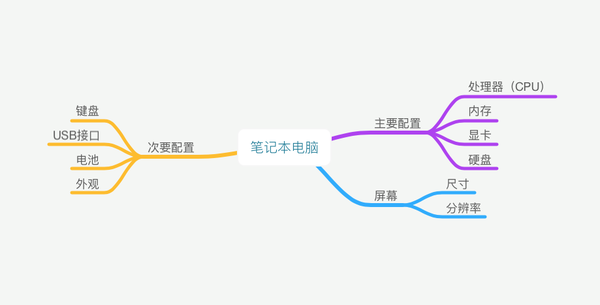 笔记本电脑
主要配置
处理器（CPU）
内存
显卡
硬盘
屏幕
尺寸
分辨率
次要配置
键盘
USB接口
电池
外观